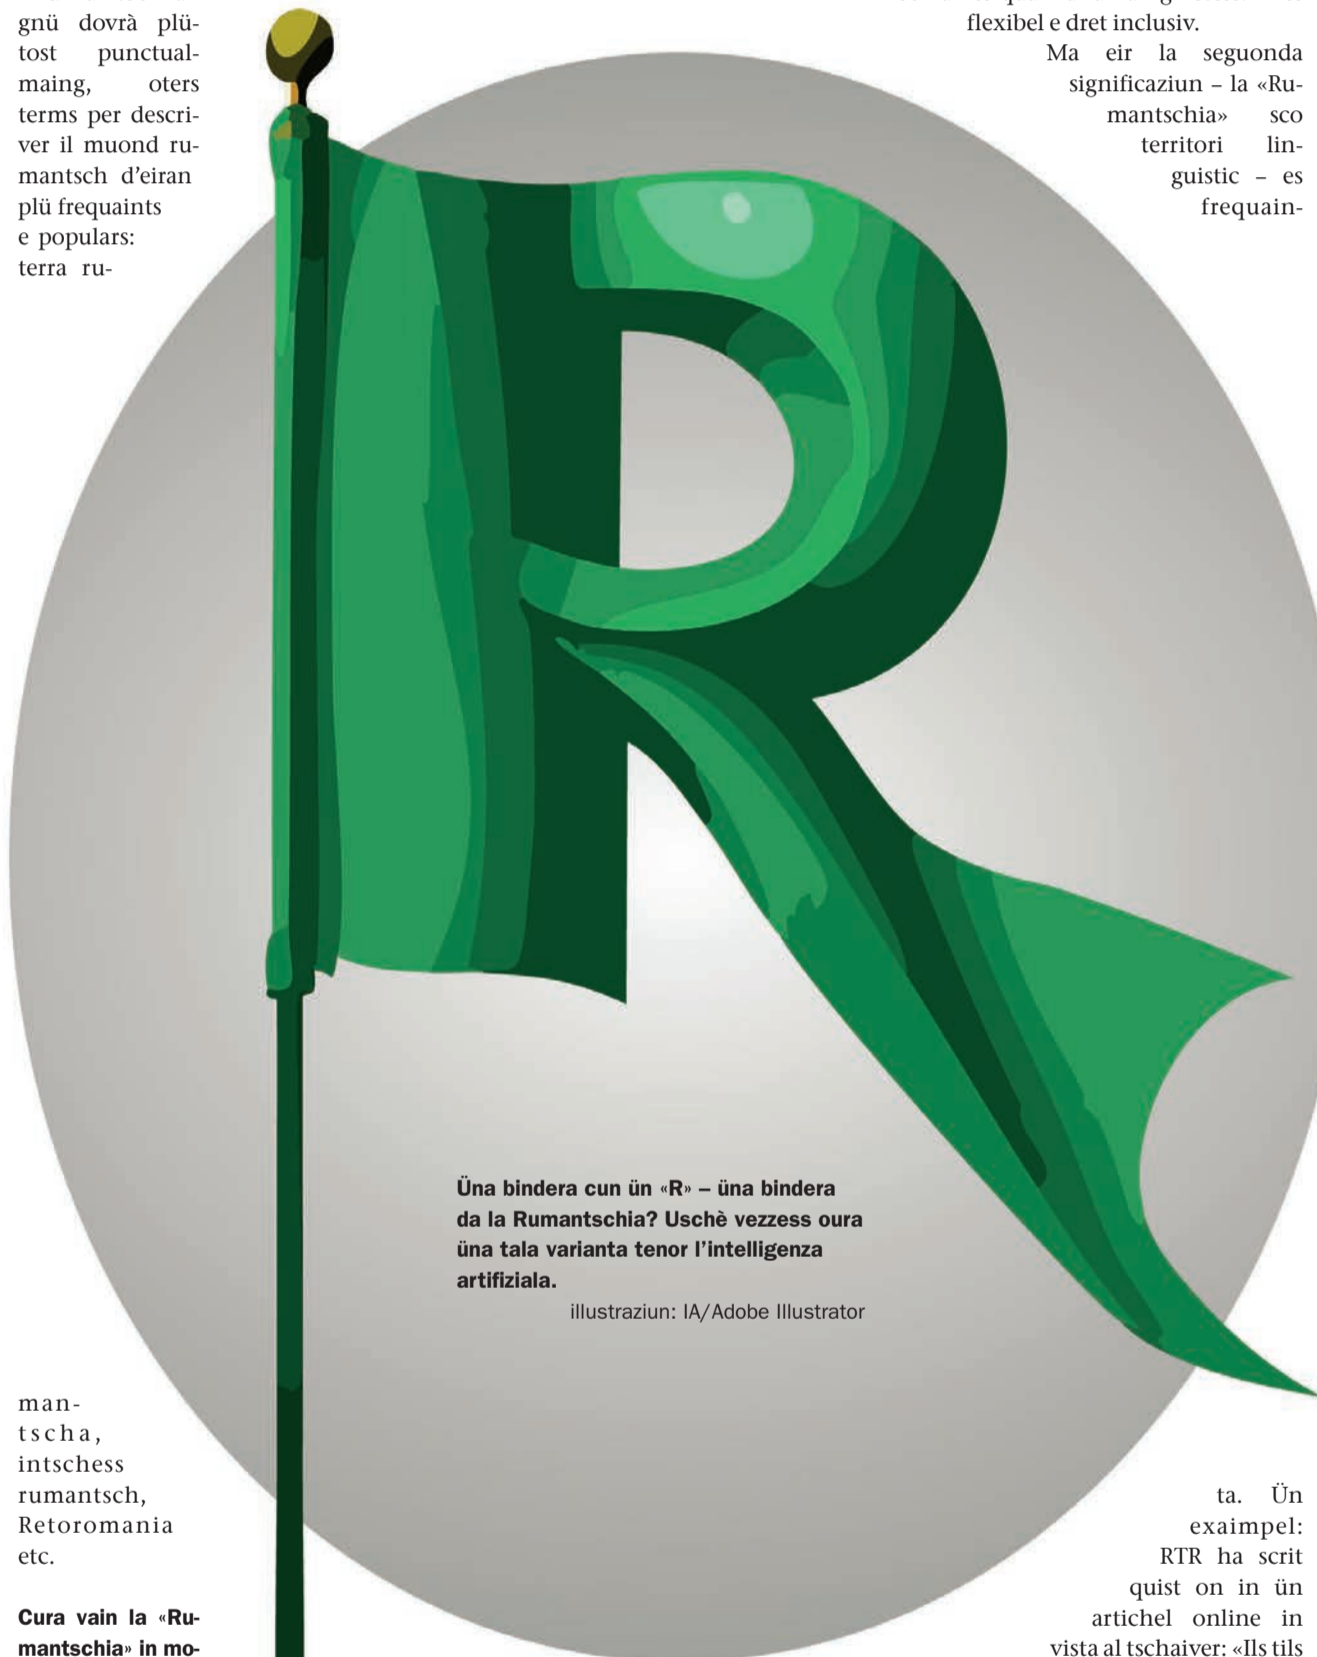 gnü dovrà plü-
tost punctual-
maing, oters
terms per descri-
ver il muond ru-
mantsch d'eiran
plü frequaints
e populars:
terra ru-
man-
tscha,
intschess
rumantsch,
Retoromania
etc.
Cura vain la «Ru-
mantschia» in mo-
Üna bindera cun ün «R» – üna bindera
da la Rumantschia? Uschè vezzess oura
üna tala varianta tenor l'intelligenza
artifiziala.
illustraziun: IA/Adobe Illustrator
flexibel e dret inclusiv.
Ma eir la seguonda
significaziun – la «Ru-
mantschia» sco
territori lin-
guistic – es
frequain-
ta. Ün
exaimpel:
RTR ha scrit
quist on in ün
artichel online in
vista al tschaiver: «Ils tils